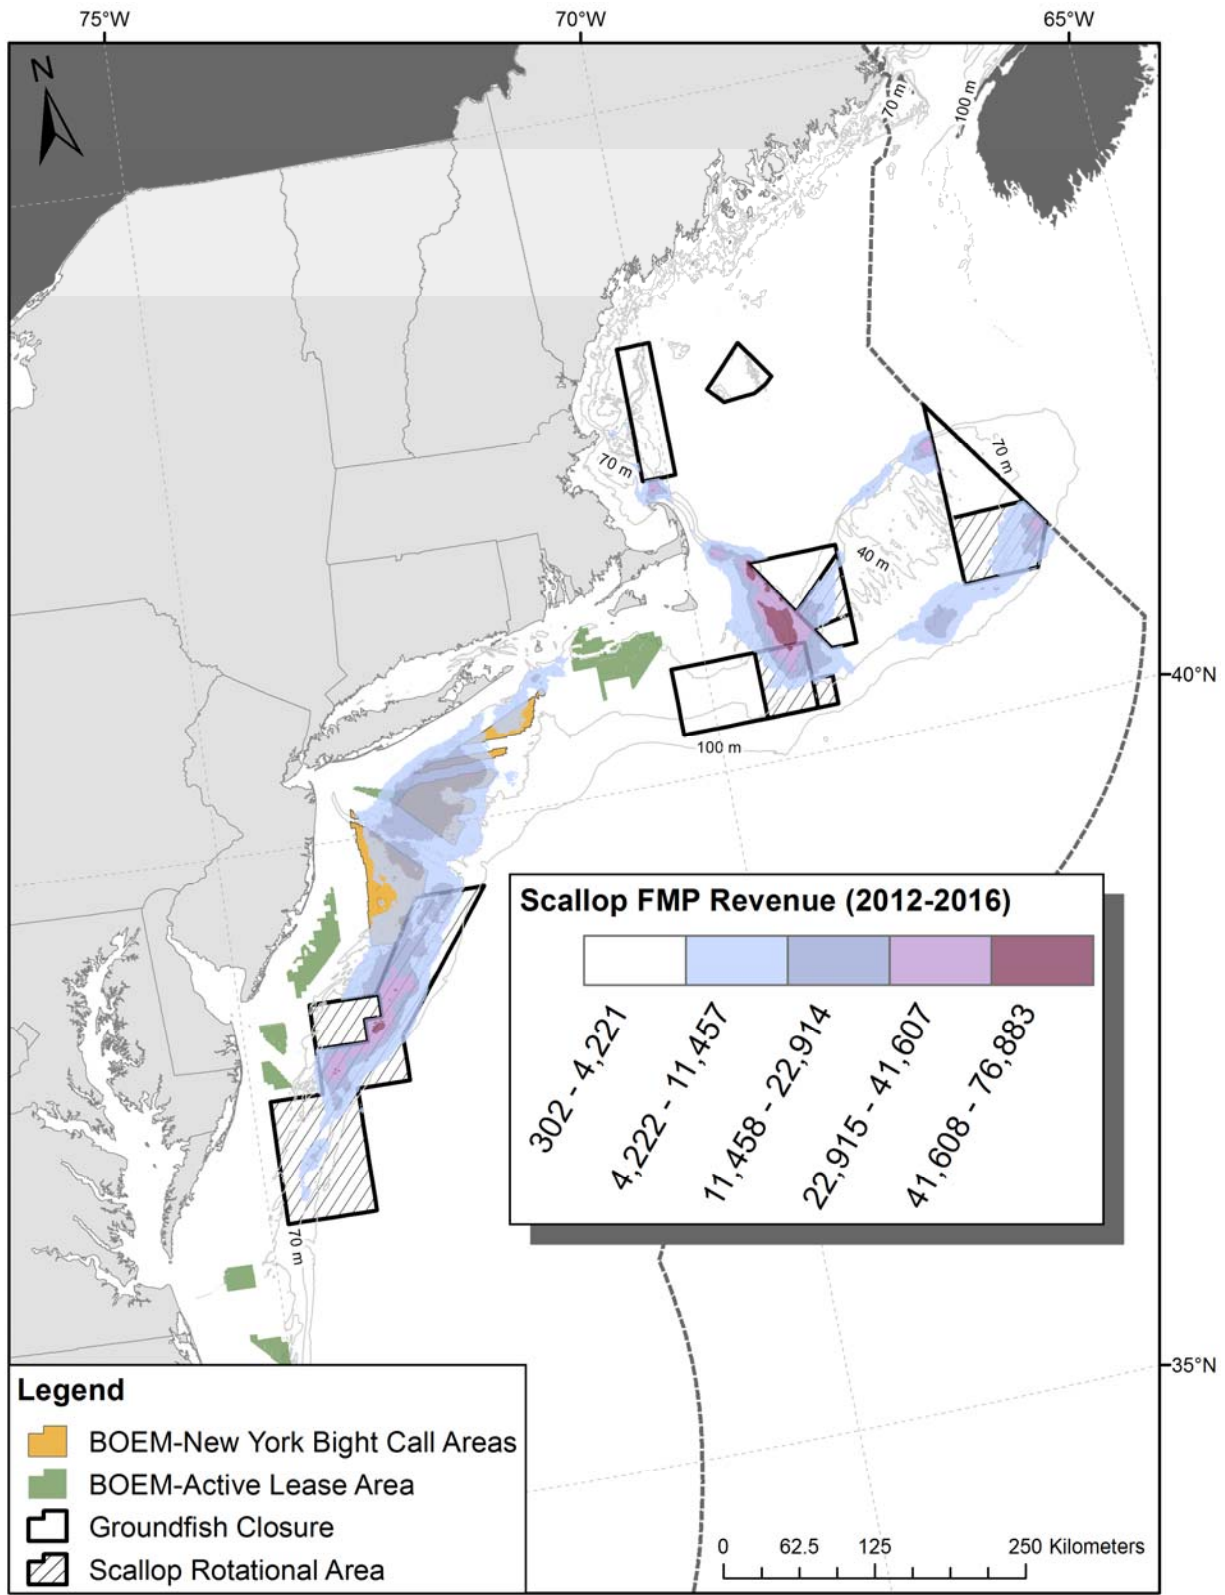 75°W
70°W
65°W
N
70 m
100 m
70 m
70 m
40 m
40°N
100 m
Scallop FMP Revenue (2012-2016)
302 - 4,221
4,222 - 11,457
11,458 - 22,914
22,915 - 41,607
41,608 - 76,883
70 m
35°N
Legend
BOEM-New York Bight Call Areas
BOEM-Active Lease Area
Groundfish Closure
Scallop Rotational Area
0 62.5 125 250 Kilometers